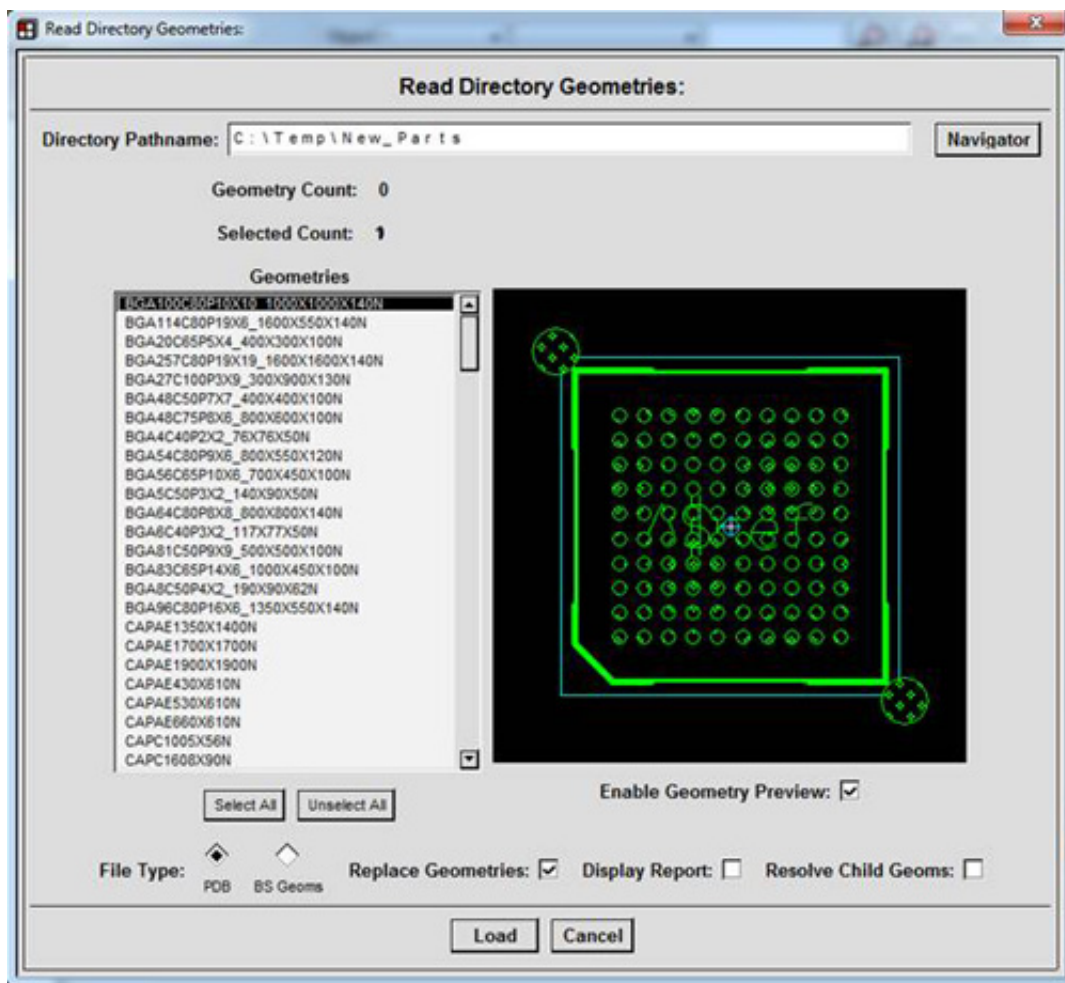 Read Directory Geometries:
Read Directory Geometries:
Directory Pathname: C:\Temp\New_Parts Navigator
Geometry Count: 0
Selected Count: 1
Geometries
BGA100C80P10X10_1000X1000X140N
BGA114C80P19X6_1600X550X140N
BGA20C65P5X4_400X300X100N
BGA257C80P19X19_1600X1600X140N
BGA27C100P3X9_300X900X130N
BGA48C50P7X7_400X400X100N
BGA48C75P8X6_800X600X100N
BGA4C40P2X2_76X76X50N
BGA54C80P9X6_800X550X120N
BGA56C65P10X6_700X450X100N
BGA5C50P3X2_140X90X50N
BGA64C80P8X8_800X800X140N
BGA6C40P3X2_117X77X50N
BGA81C50P9X9_500X500X100N
BGA83C65P14X6_1000X450X100N
BGA8C50P4X2_190X90X62N
BGA96C80P16X6_1350X550X140N
CAPAE1350X1400N
CAPAE1700X1700N
CAPAE1900X1900N
CAPAE430X610N
CAPAE530X610N
CAPAE660X610N
CAPC1005X56N
CAPC1608X90N
Enable Geometry Preview:
Select All Unselect All
File Type: PDB BS Geoms Replace Geometries: Display Report: Resolve Child Geoms:
Load Cancel